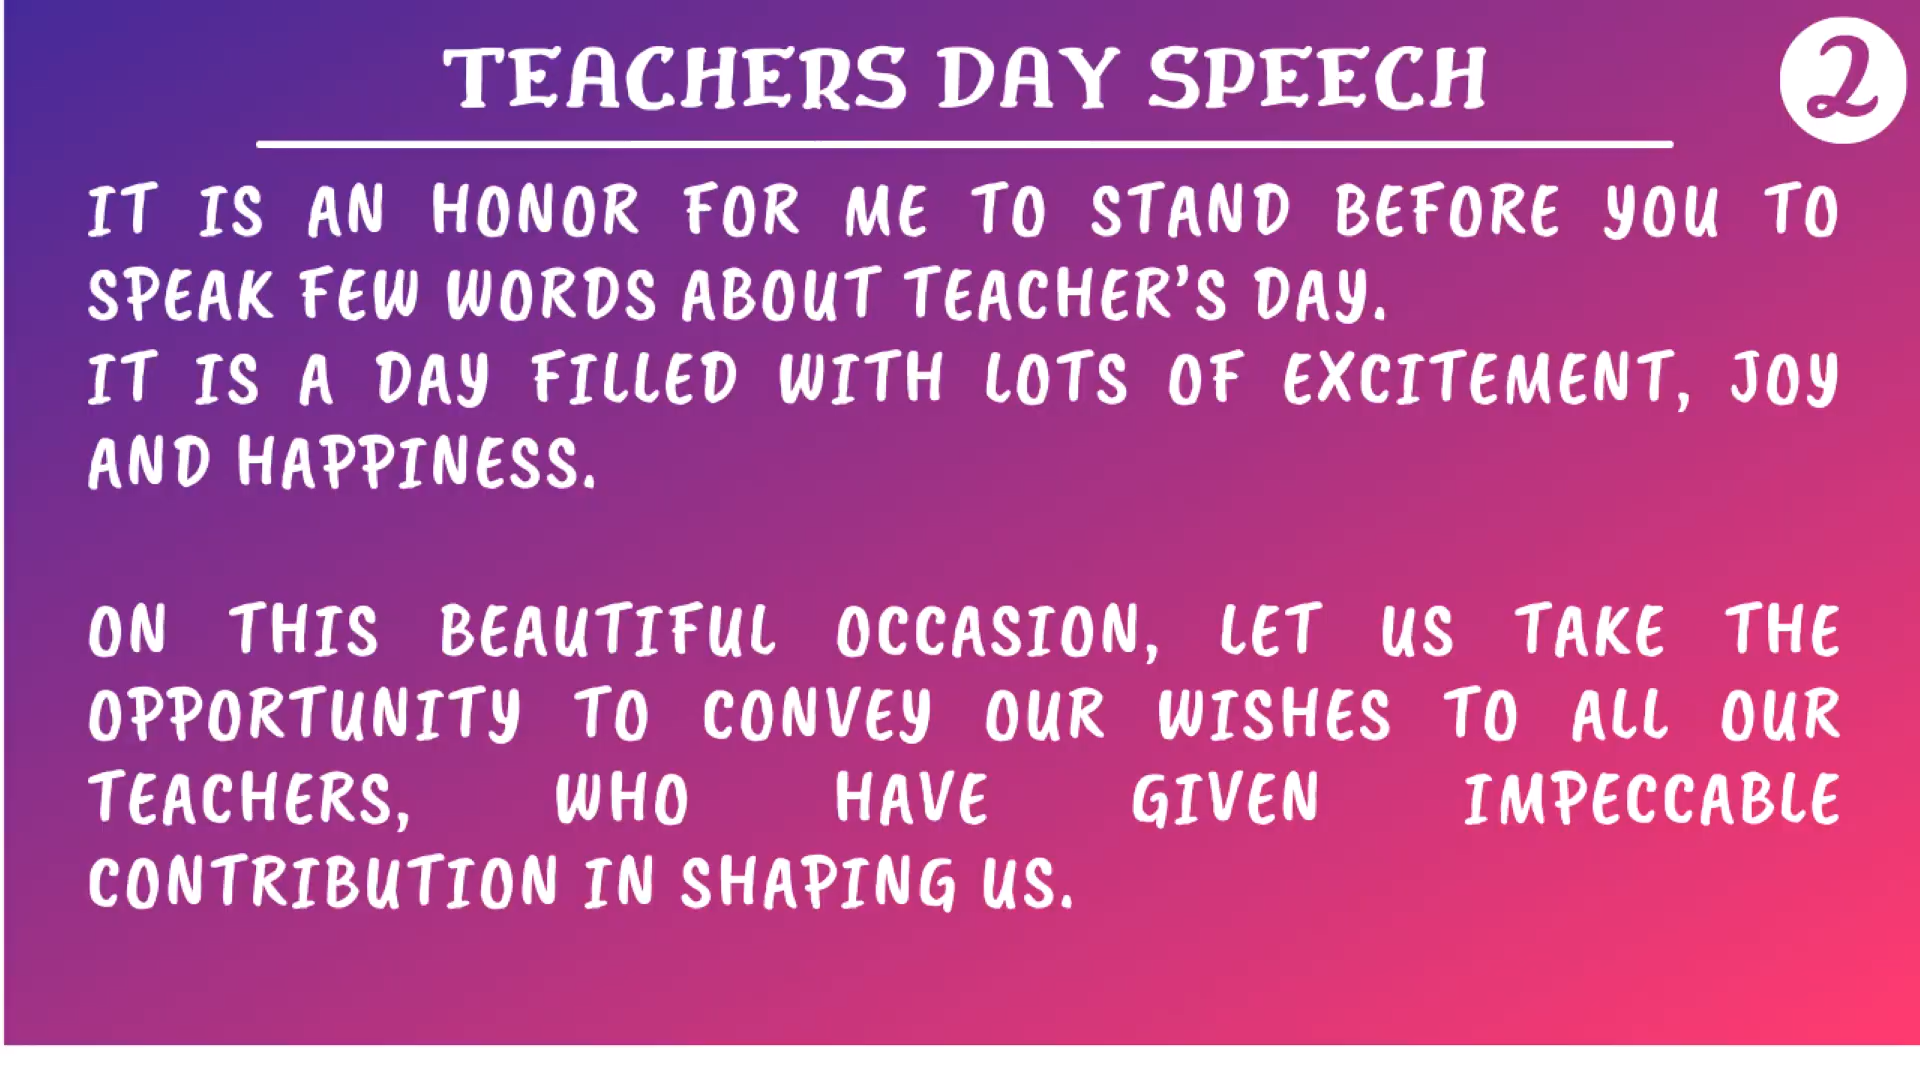 TEACHERS DAY SPEECH
2
IT IS AN HONOR FOR ME TO STAND BEFORE YOU TO
SPEAK FEW WORDS ABOUT TEACHER'S DAY.
IT IS A DAY FILLED WITH LOTS OF EXCITEMENT, JOY
AND HAPPINESS.
ON THIS BEAUTIFUL OCCASION, LET US TAKE THE
OPPORTUNITY TO CONVEY OUR WISHES TO ALL OUR
TEACHERS, WHO HAVE GIVEN IMPECCABLE
CONTRIBUTION IN SHAPING US.